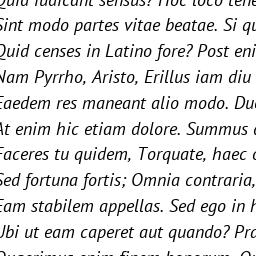 Quid iudicant sensus? Hoc loco tene
Sint modo partes vitae beatae. Si qu
Quid censes in Latino fore? Post eni
Nam Pyrrho, Aristo, Erillus iam diu
Eaedem res maneant alio modo. Du
At enim hic etiam dolore. Summus
Faceres tu quidem, Torquate, haec
Sed fortuna fortis; Omnia contraria,
Eam stabilem appellas. Sed ego in h
Ubi ut eam caperet aut quando? Pra